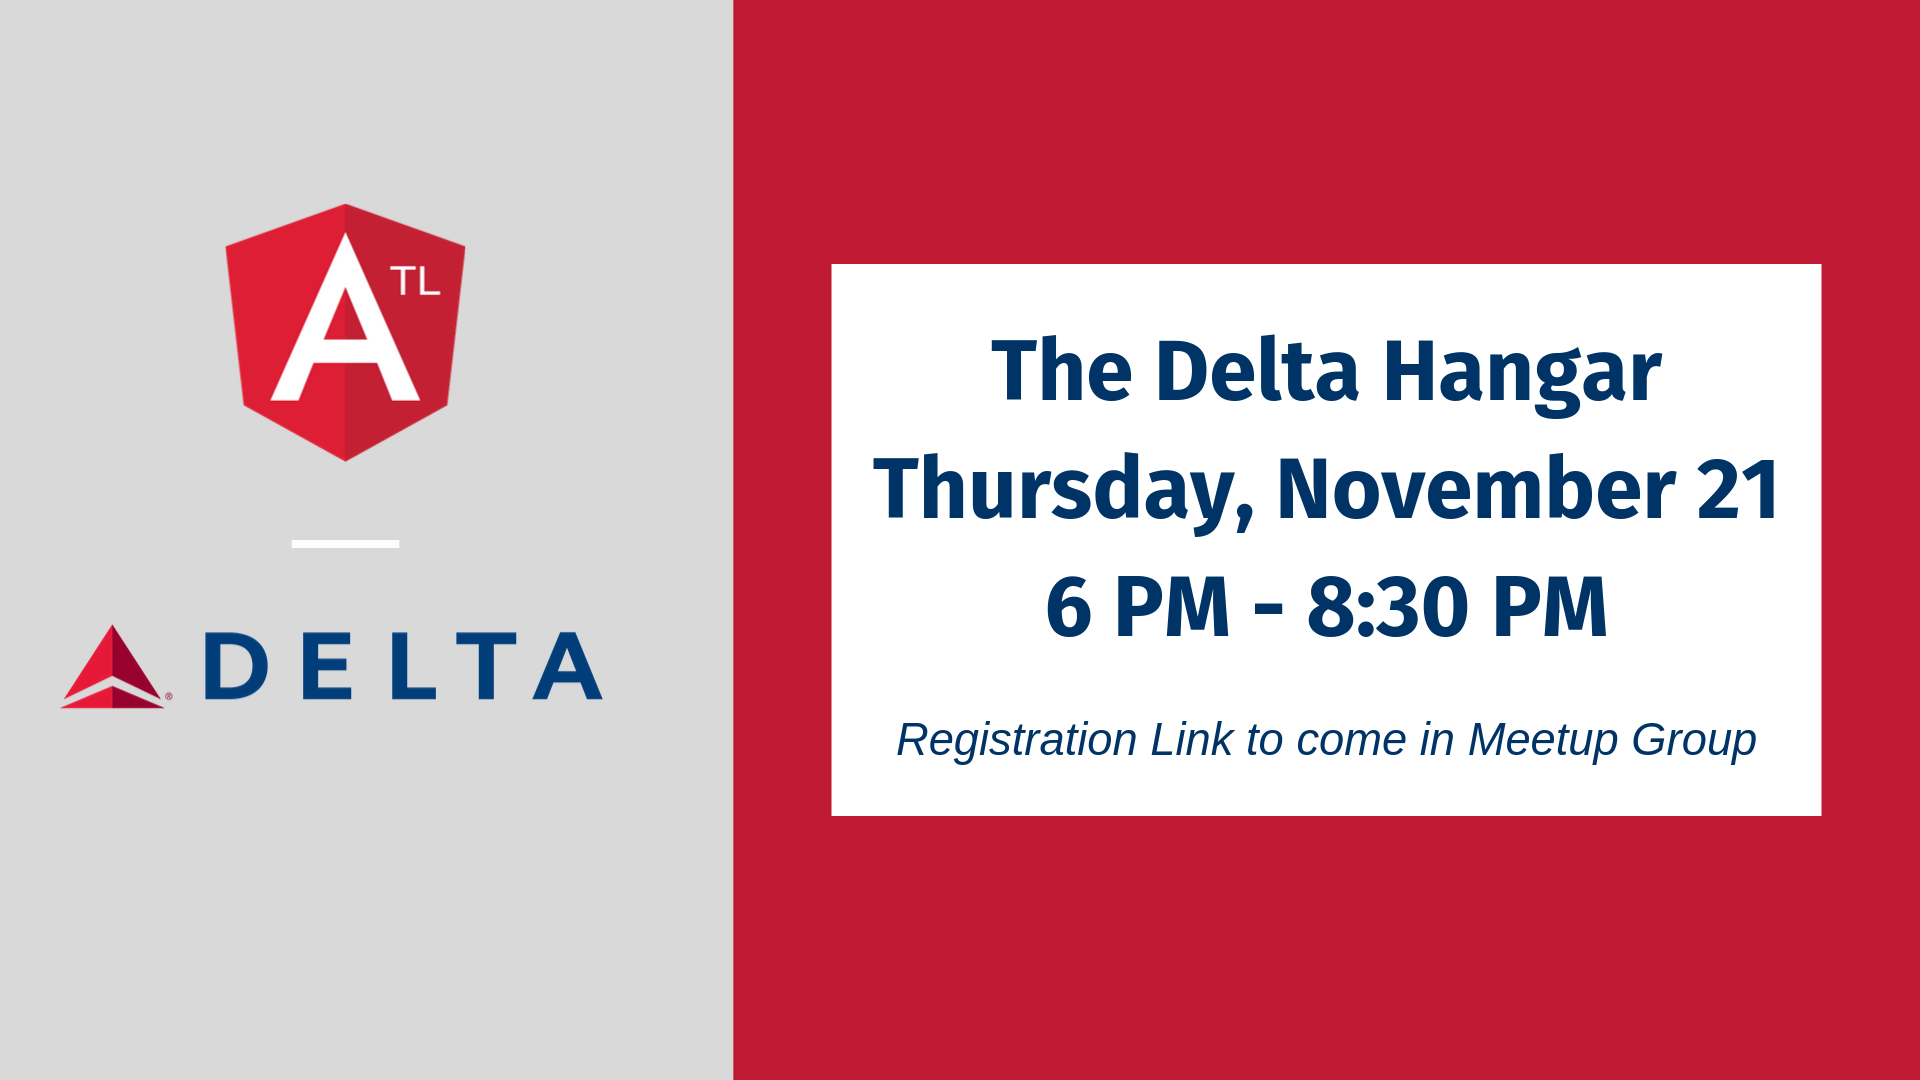 A TL
DELTA
®
The Delta Hangar
Thursday, November 21
6 PM - 8:30 PM
Registration Link to come in Meetup Group